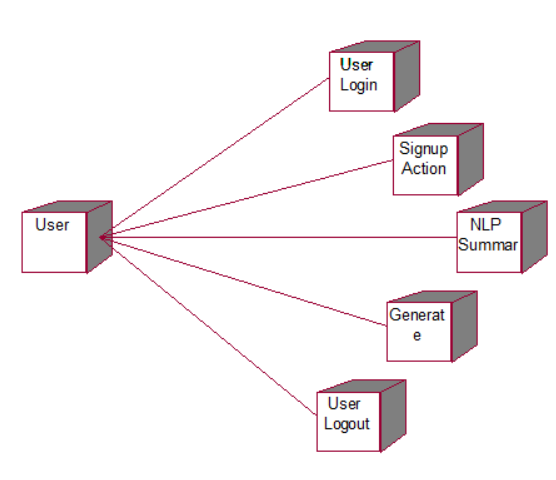 User
Login
Signup
Action
User
NLP
Summar
Generat
e
User
Logout